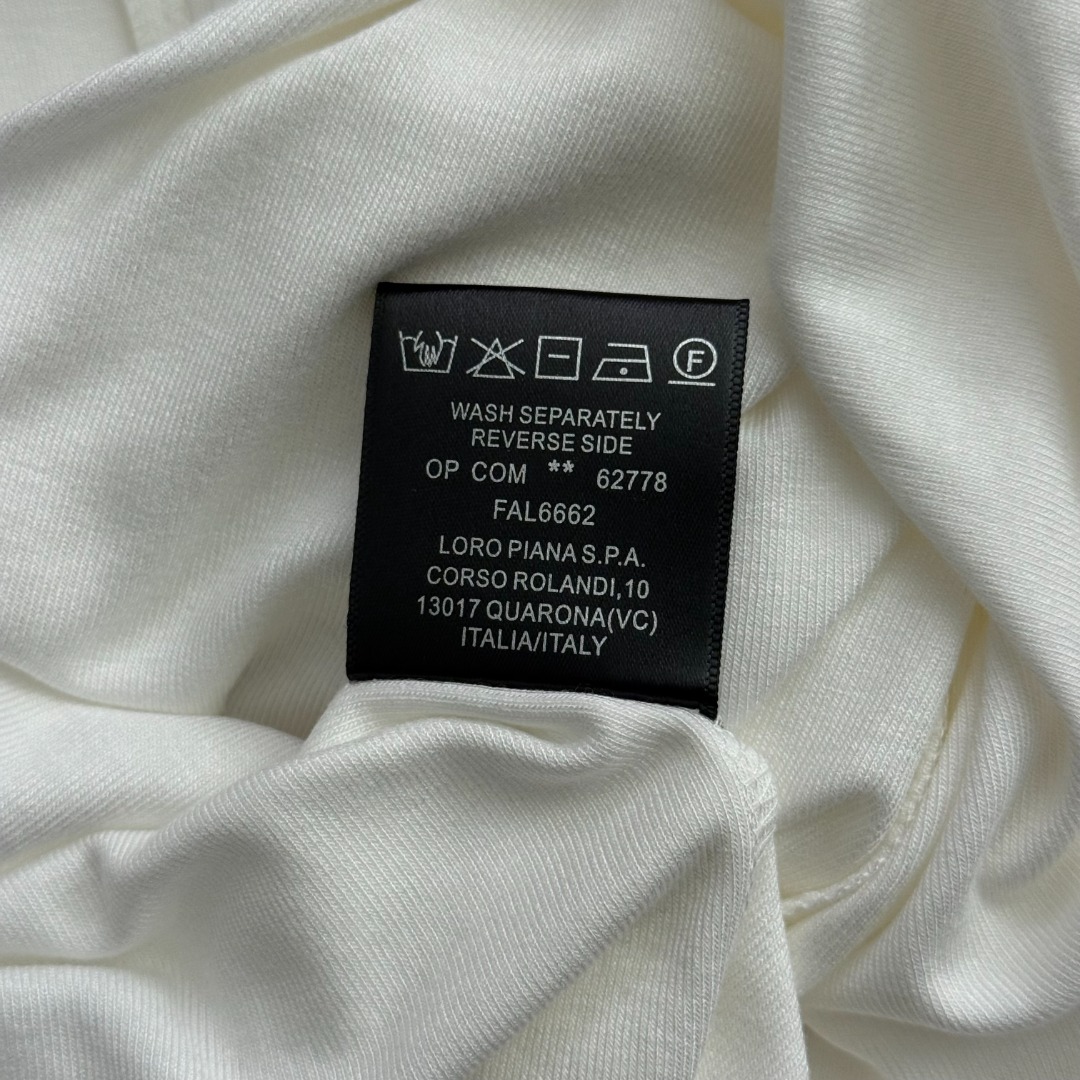 F
WASH SEPARATELY
REVERSE SIDE
OP COM ** 62778
FAL6662
LORO PIANA S.P.A.
CORSO ROLANDI,10
13017 QUARONA(VC)
ITALIA/ITALY